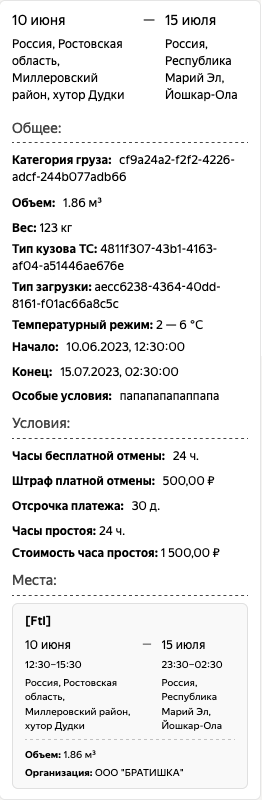 10 июня — 15 июля
Россия, Ростовская Россия,
область, Республика
Миллеровский Марий Эл,
район, хутор Дудки Йошкар-Ола
Общее:
Категория груза: cf9a24a2-f2f2-4226-
adcf-244b077adb66
Объем: 1.86 м³
Вес: 123 кг
Тип кузова ТС: 4811f307-43b1-4163-
af04-a51446ae676e
Тип загрузки: aecc6238-4364-40dd-
8161-f01ac66a8c5c
Температурный режим: 2 — 6 °C
Начало: 10.06.2023, 12:30:00
Конец: 15.07.2023, 02:30:00
Особые условия: папапапапаппапа
Условия:
Часы бесплатной отмены: 24 ч.
Штраф платной отмены: 500,00 ₽
Отсрочка платежа: 30 д.
Часы простоя: 24 ч.
Стоимость часа простоя: 1 500,00 ₽
Места:
[Ftl]
10 июня — 15 июля
12:30–15:30 23:30–02:30
Россия, Ростовская Россия,
область, Республика
Миллеровский район, Марий Эл,
хутор Дудки Йошкар-Ола
Объем: 1.86 м³
Организация: ООО "БРАТИШКА"